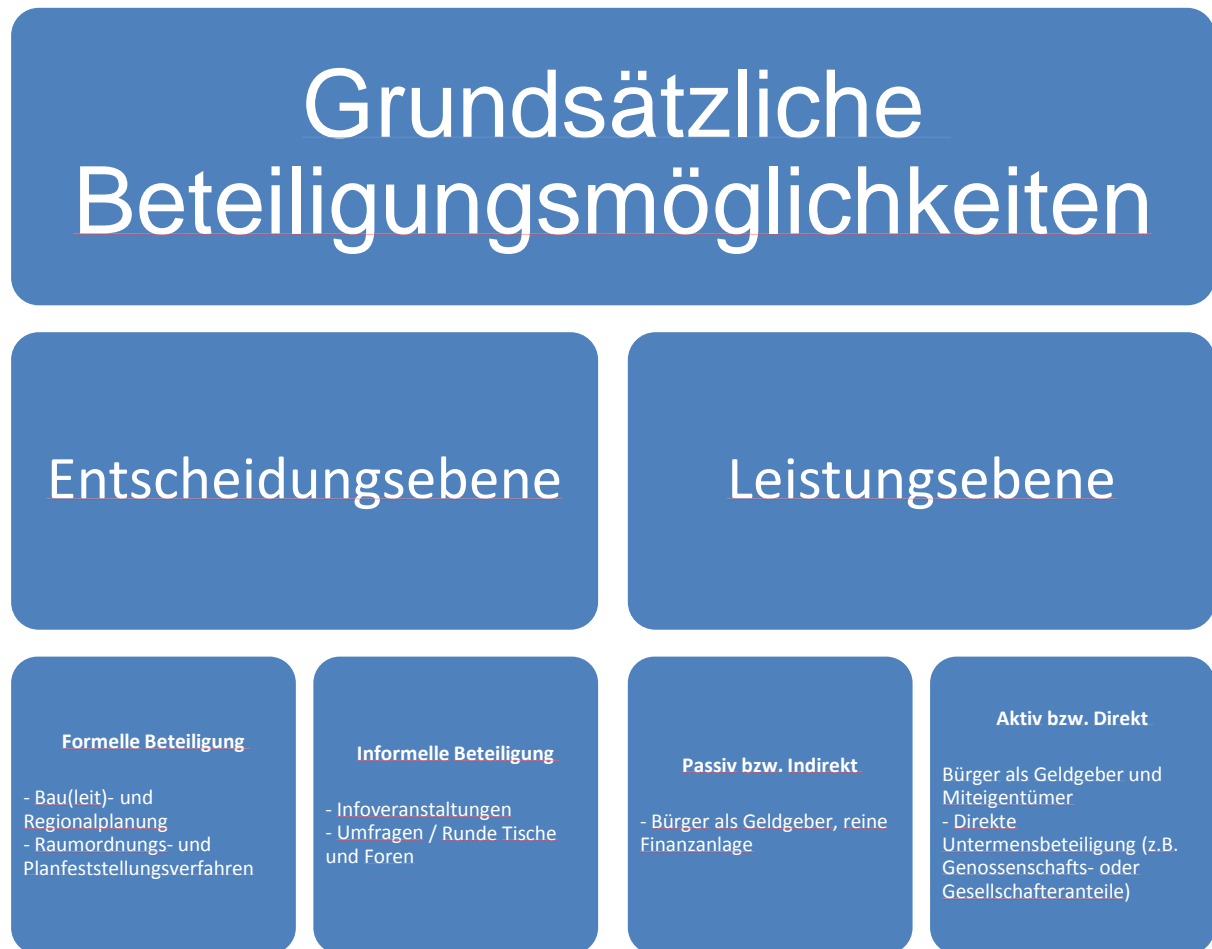 Grundsätzliche
Beteiligungsmöglichkeiten
Entscheidungsebene
Leistungsebene
Formelle Beteiligung
- Bau(leit)- und
Regionalplanung
- Raumordnungs- und
Planfeststellungsverfahren
Informelle Beteiligung
- Infoveranstaltungen
- Umfragen / Runde Tische
und Foren
Passiv bzw. Indirekt
- Bürger als Geldgeber, reine
Finanzanlage
Aktiv bzw. Direkt
Bürger als Geldgeber und
Miteigentümer
- Direkte
Untermensbeteiligung (z.B.
Genossenschafts- oder
Gesellschafteranteile)